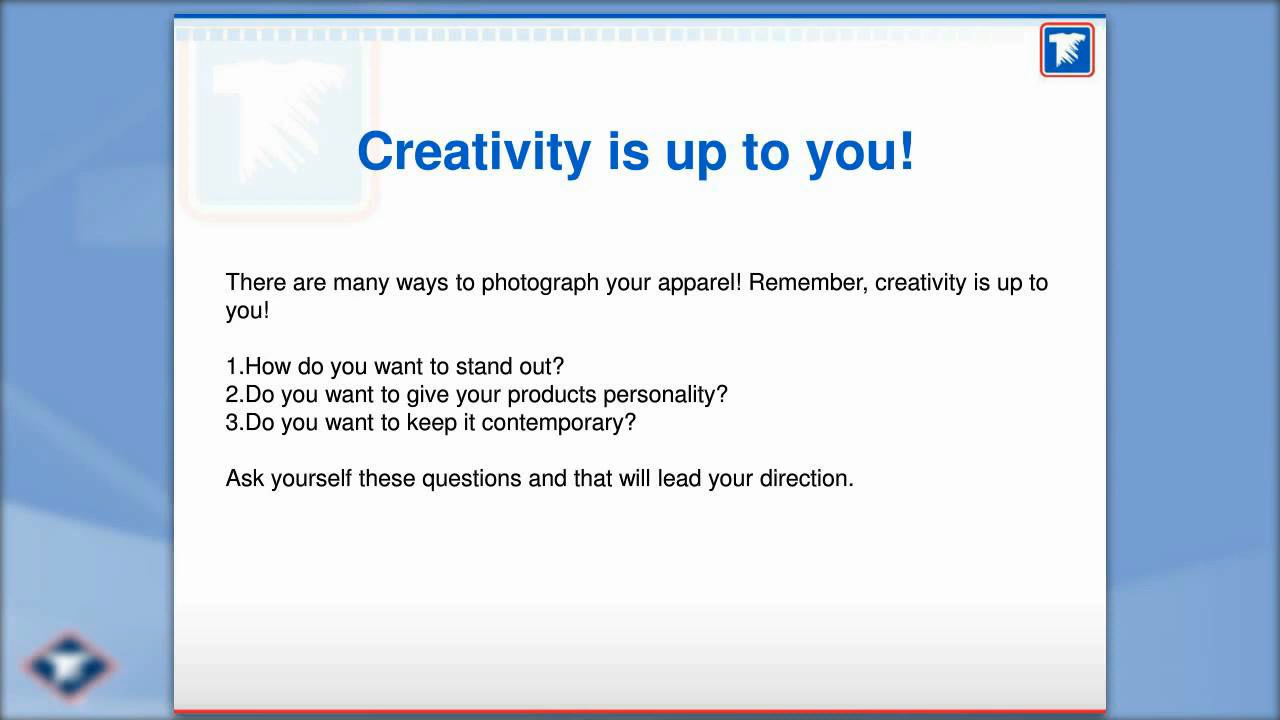 Creativity is up to you!
There are many ways to photograph your apparel! Remember, creativity is up to
you!
1.How do you want to stand out?
2.Do you want to give your products personality?
3.Do you want to keep it contemporary?
Ask yourself these questions and that will lead your direction.